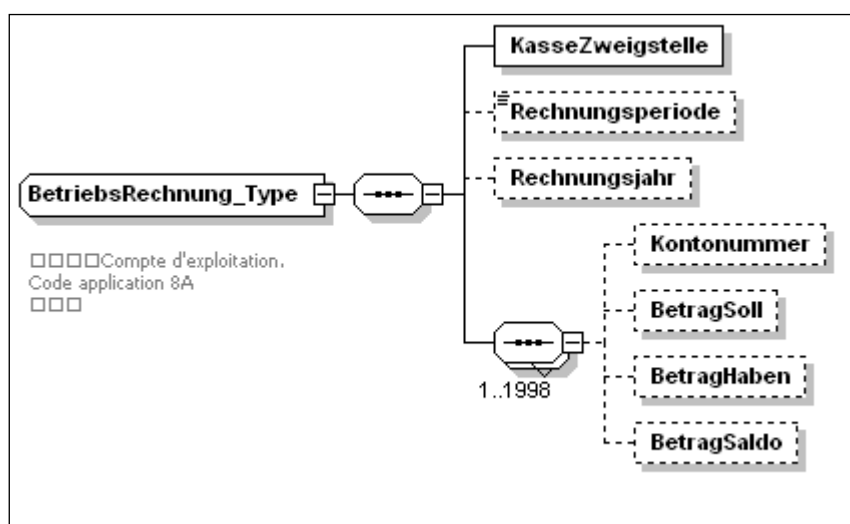 KasseZweigstelle
Rechnungsperiode
Rechnungsjahr
BetriebsRechnung_Type
Compte d'exploitation.
Code application 8A
Kontonummer
BetragSoll
BetragHaben
BetragSaldo
1..1998